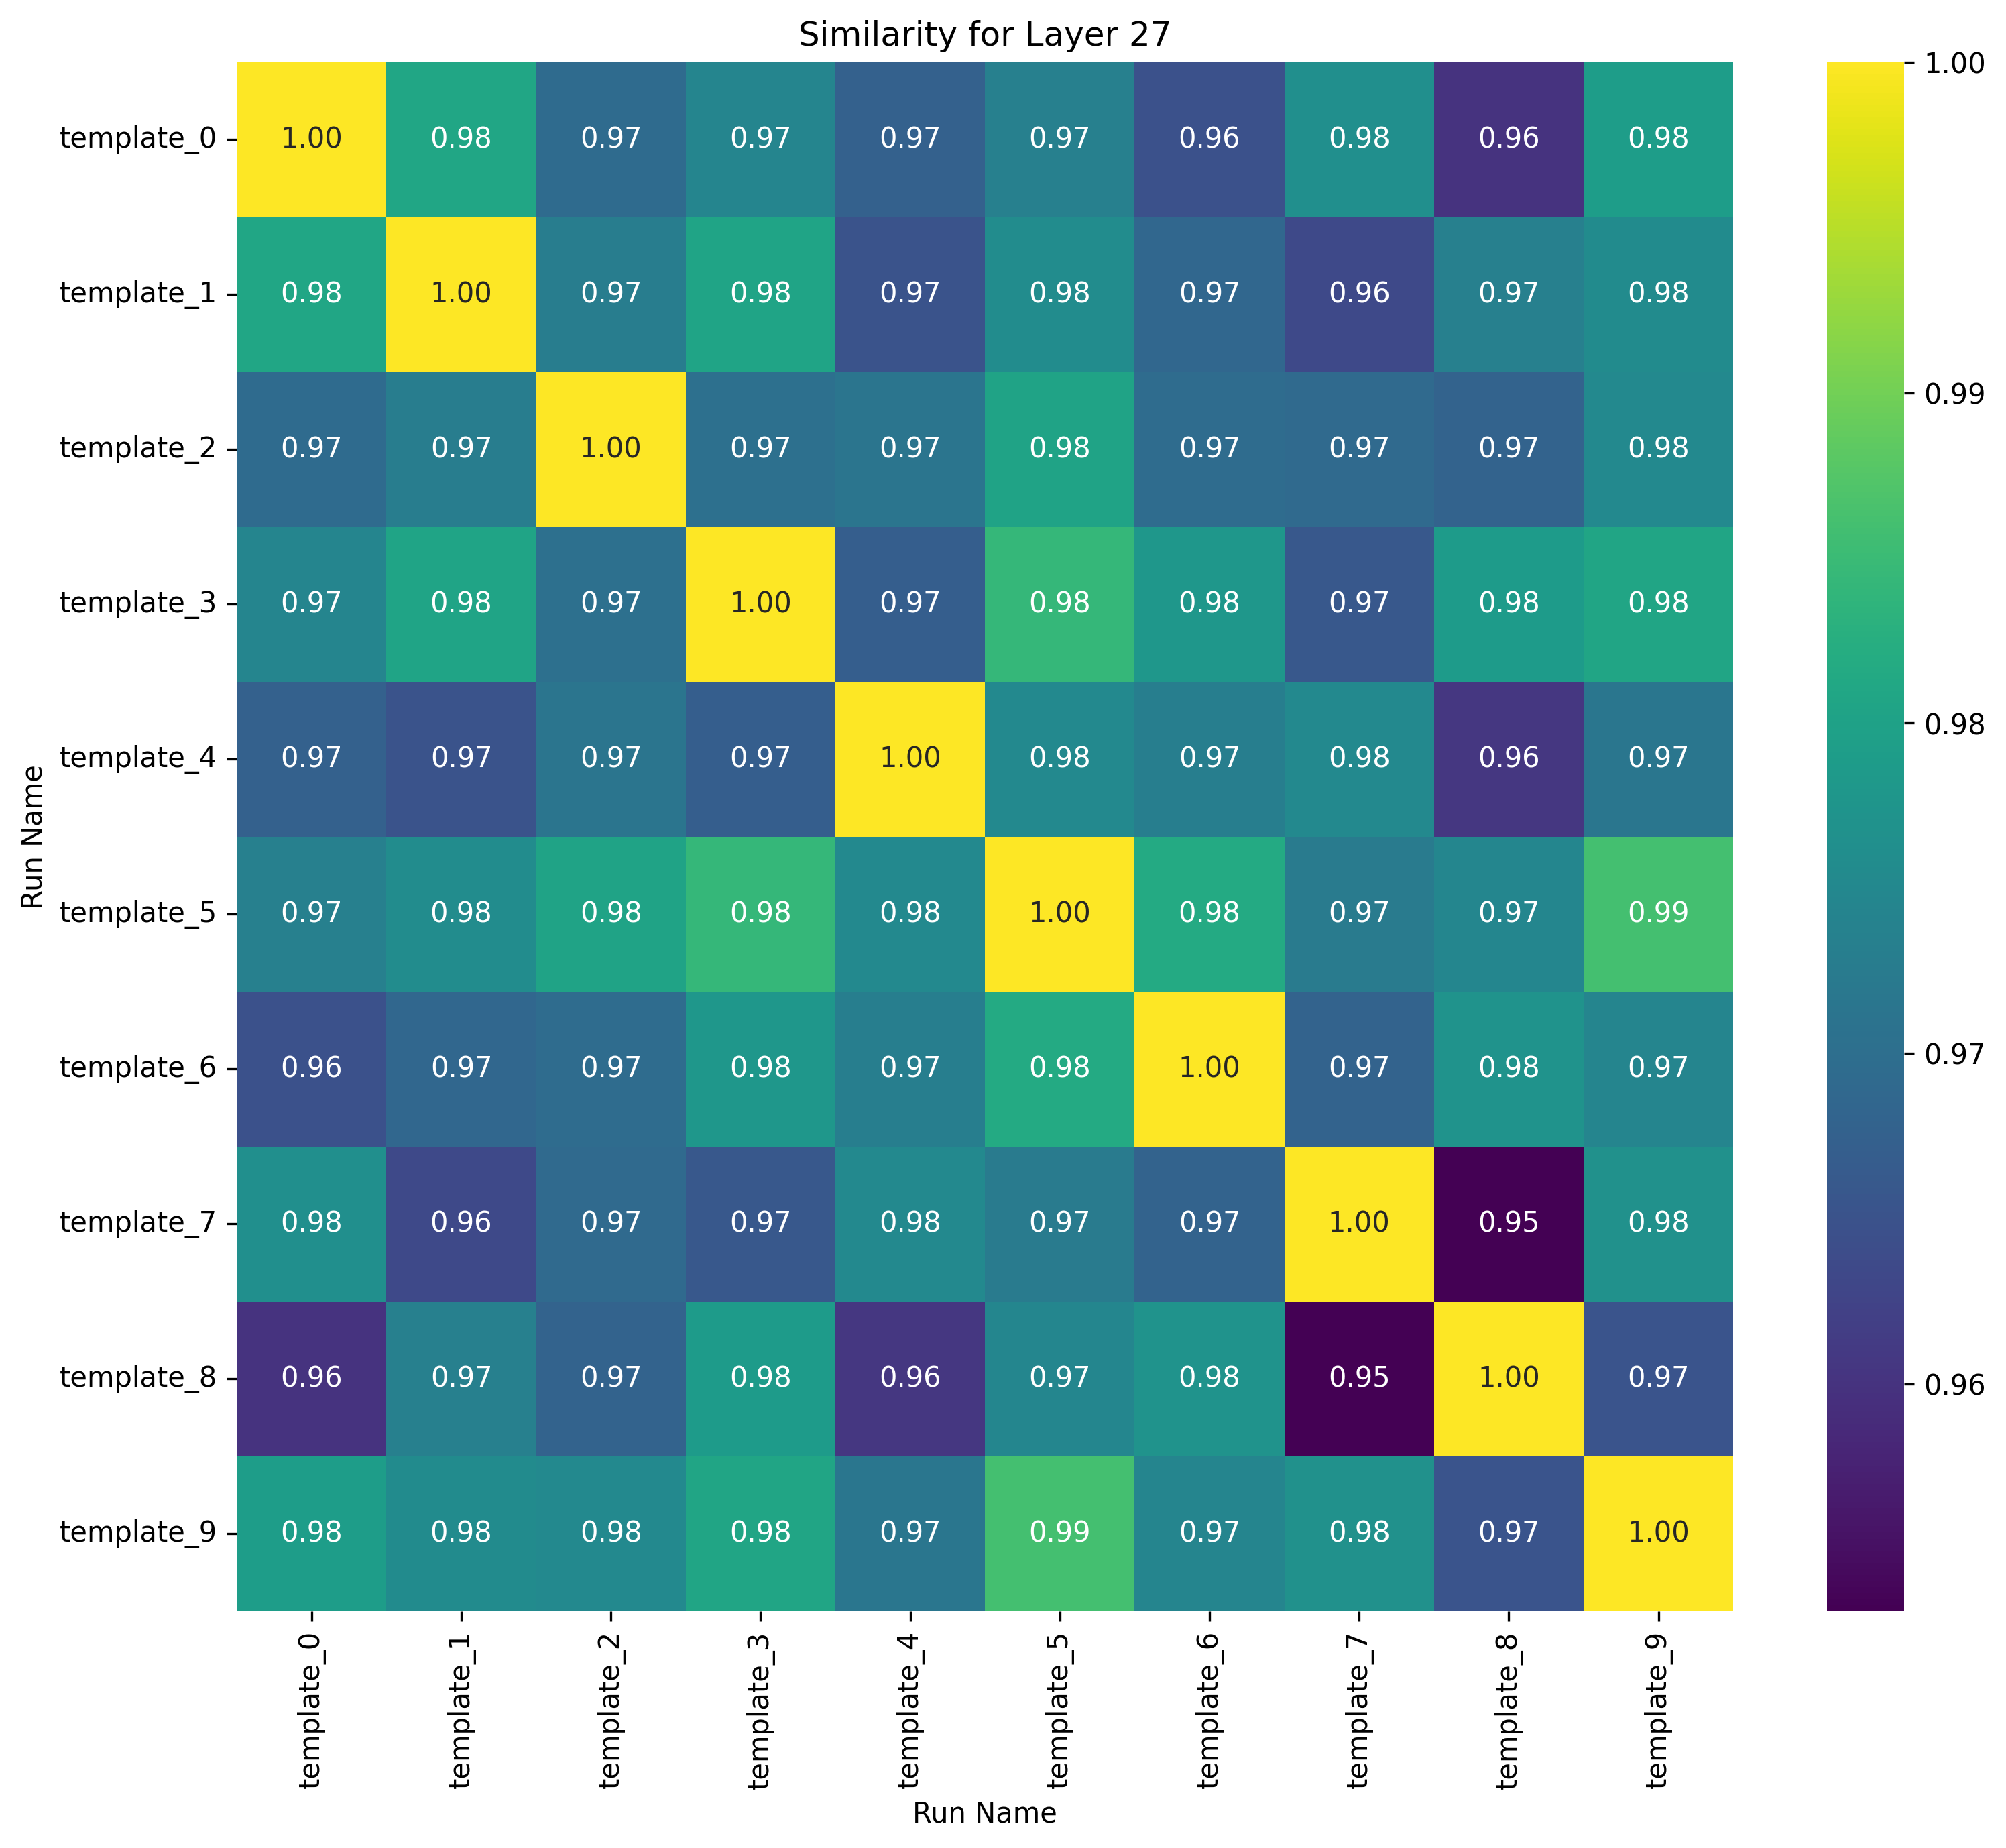 Similarity for Layer 27
template_0 1.00 0.98 0.97 0.97 0.97 0.97 0.96 0.98 0.96 0.98
template_1 0.98 1.00 0.97 0.98 0.97 0.98 0.97 0.96 0.97 0.98
template_2 0.97 0.97 1.00 0.97 0.97 0.98 0.97 0.97 0.97 0.98
template_3 0.97 0.98 0.97 1.00 0.97 0.98 0.98 0.97 0.98 0.98
template_4 0.97 0.97 0.97 0.97 1.00 0.98 0.97 0.98 0.96 0.97
template_5 0.97 0.98 0.98 0.98 0.98 1.00 0.98 0.97 0.97 0.99
template_6 0.96 0.97 0.97 0.98 0.97 0.98 1.00 0.97 0.98 0.97
template_7 0.98 0.96 0.97 0.97 0.98 0.97 0.97 1.00 0.95 0.98
template_8 0.96 0.97 0.97 0.98 0.96 0.97 0.98 0.95 1.00 0.97
template_9 0.98 0.98 0.98 0.98 0.97 0.99 0.97 0.98 0.97 1.00
Run Name
template_0 template_1 template_2 template_3 template_4 template_5 template_6 template_7 template_8 template_9
Run Name
1.00
0.99
0.98
0.97
0.96